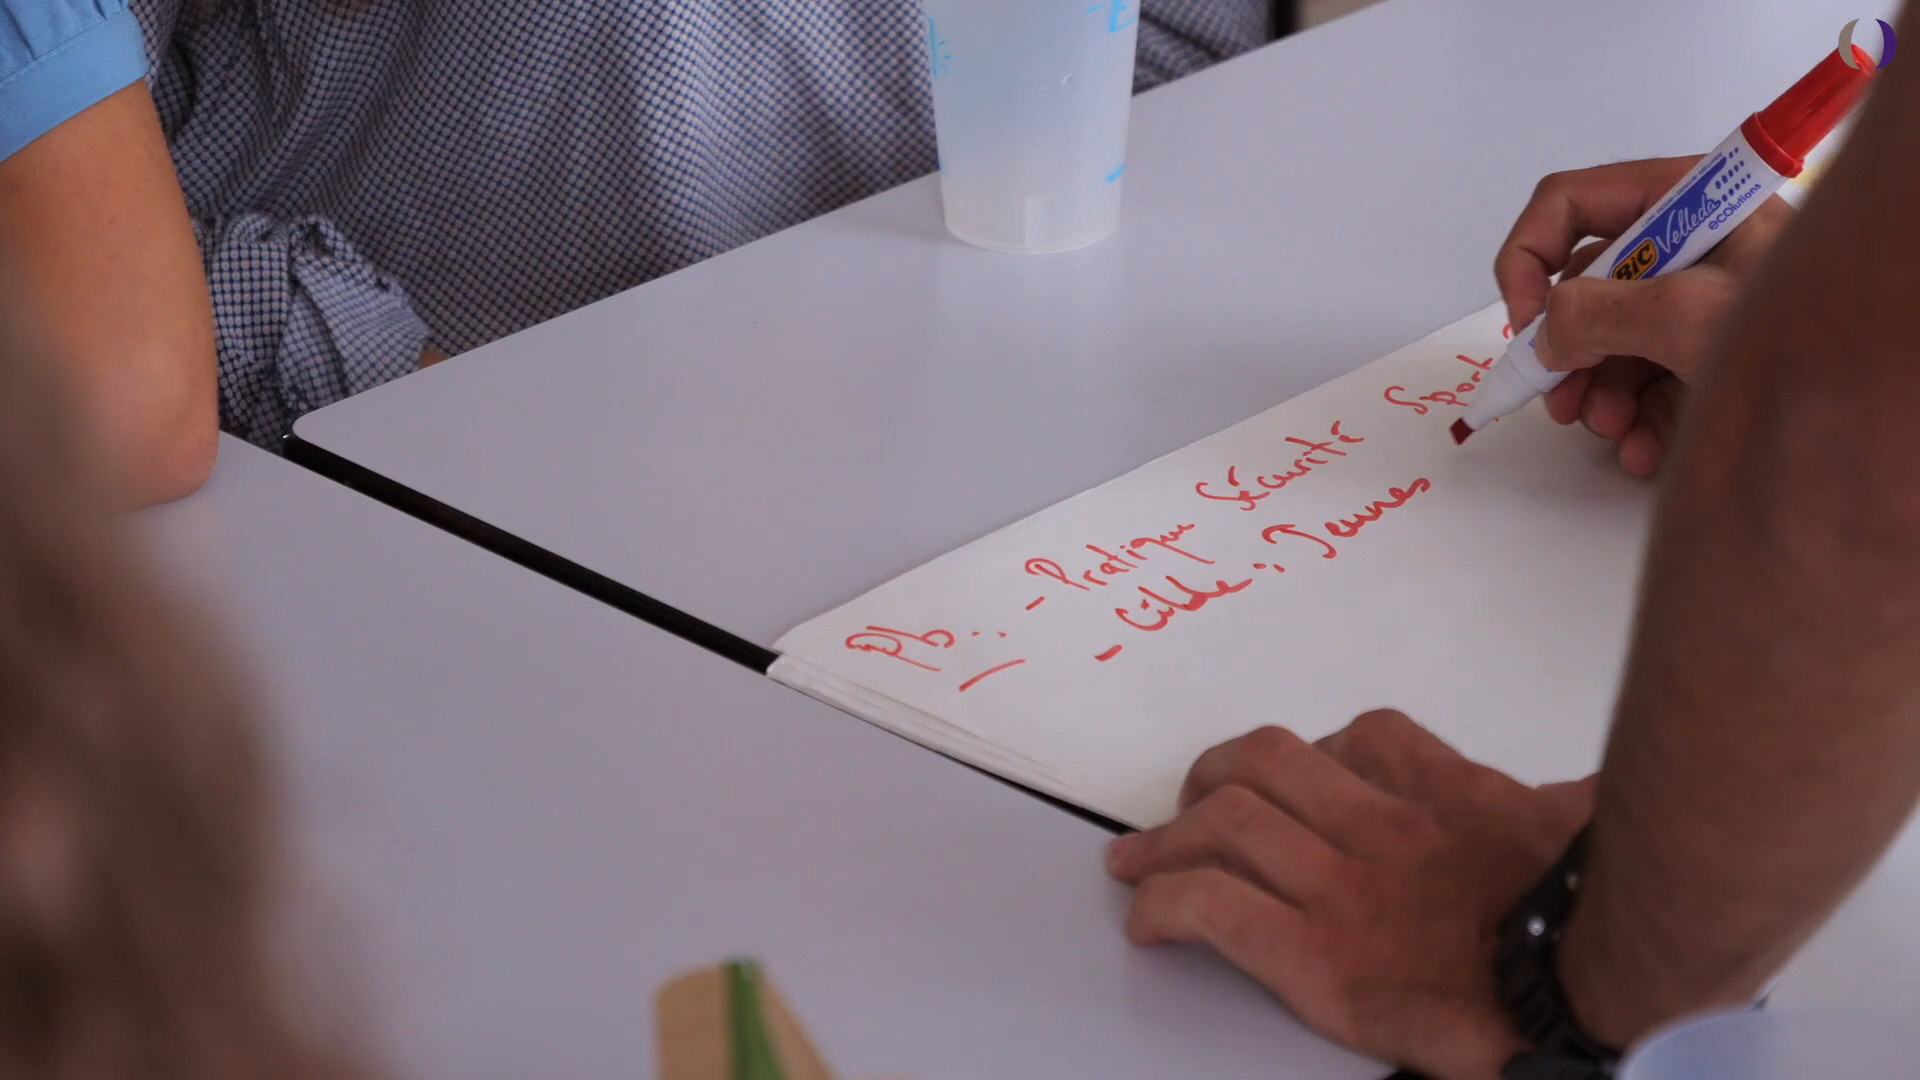 Pb : - Pratique Sécurité Sport
- Cible : Jeunes
BIC Velleda
ecolutions